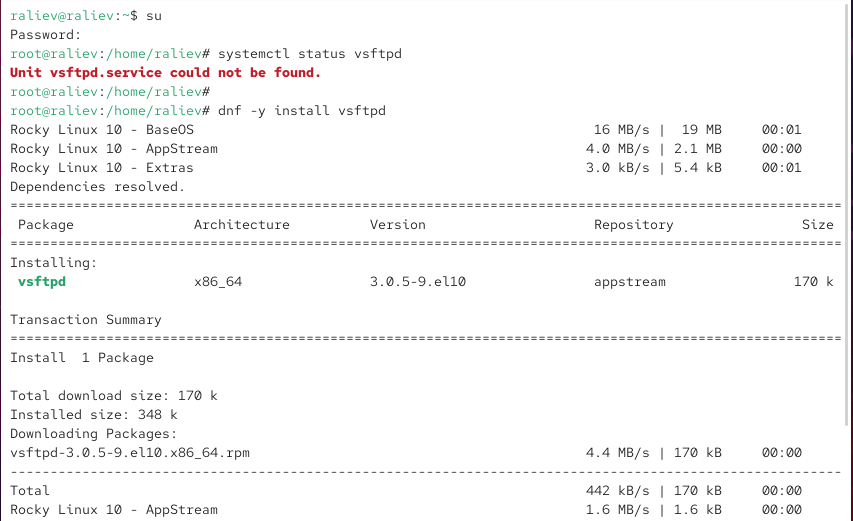 raliev@raliev:~$ su
Password:
root@raliev:/home/raliev# systemctl status vsftpd
Unit vsftpd.service could not be found.
root@raliev:/home/raliev#
root@raliev:/home/raliev# dnf -y install vsftpd
Rocky Linux 10 - BaseOS 16 MB/s | 19 MB 00:01
Rocky Linux 10 - AppStream 4.0 MB/s | 2.1 MB 00:00
Rocky Linux 10 - Extras 3.0 kB/s | 5.4 kB 00:01
Dependencies resolved.
========================================================================================================
Package Architecture Version Repository Size
========================================================================================================
Installing:
vsftpd x86_64 3.0.5-9.el10 appstream 170 k
Transaction Summary
========================================================================================================
Install 1 Package
Total download size: 170 k
Installed size: 348 k
Downloading Packages:
vsftpd-3.0.5-9.el10.x86_64.rpm 4.4 MB/s | 170 kB 00:00
--------------------------------------------------------------------------------------------------------
Total 442 kB/s | 170 kB 00:00
Rocky Linux 10 - AppStream 1.6 MB/s | 1.6 kB 00:00